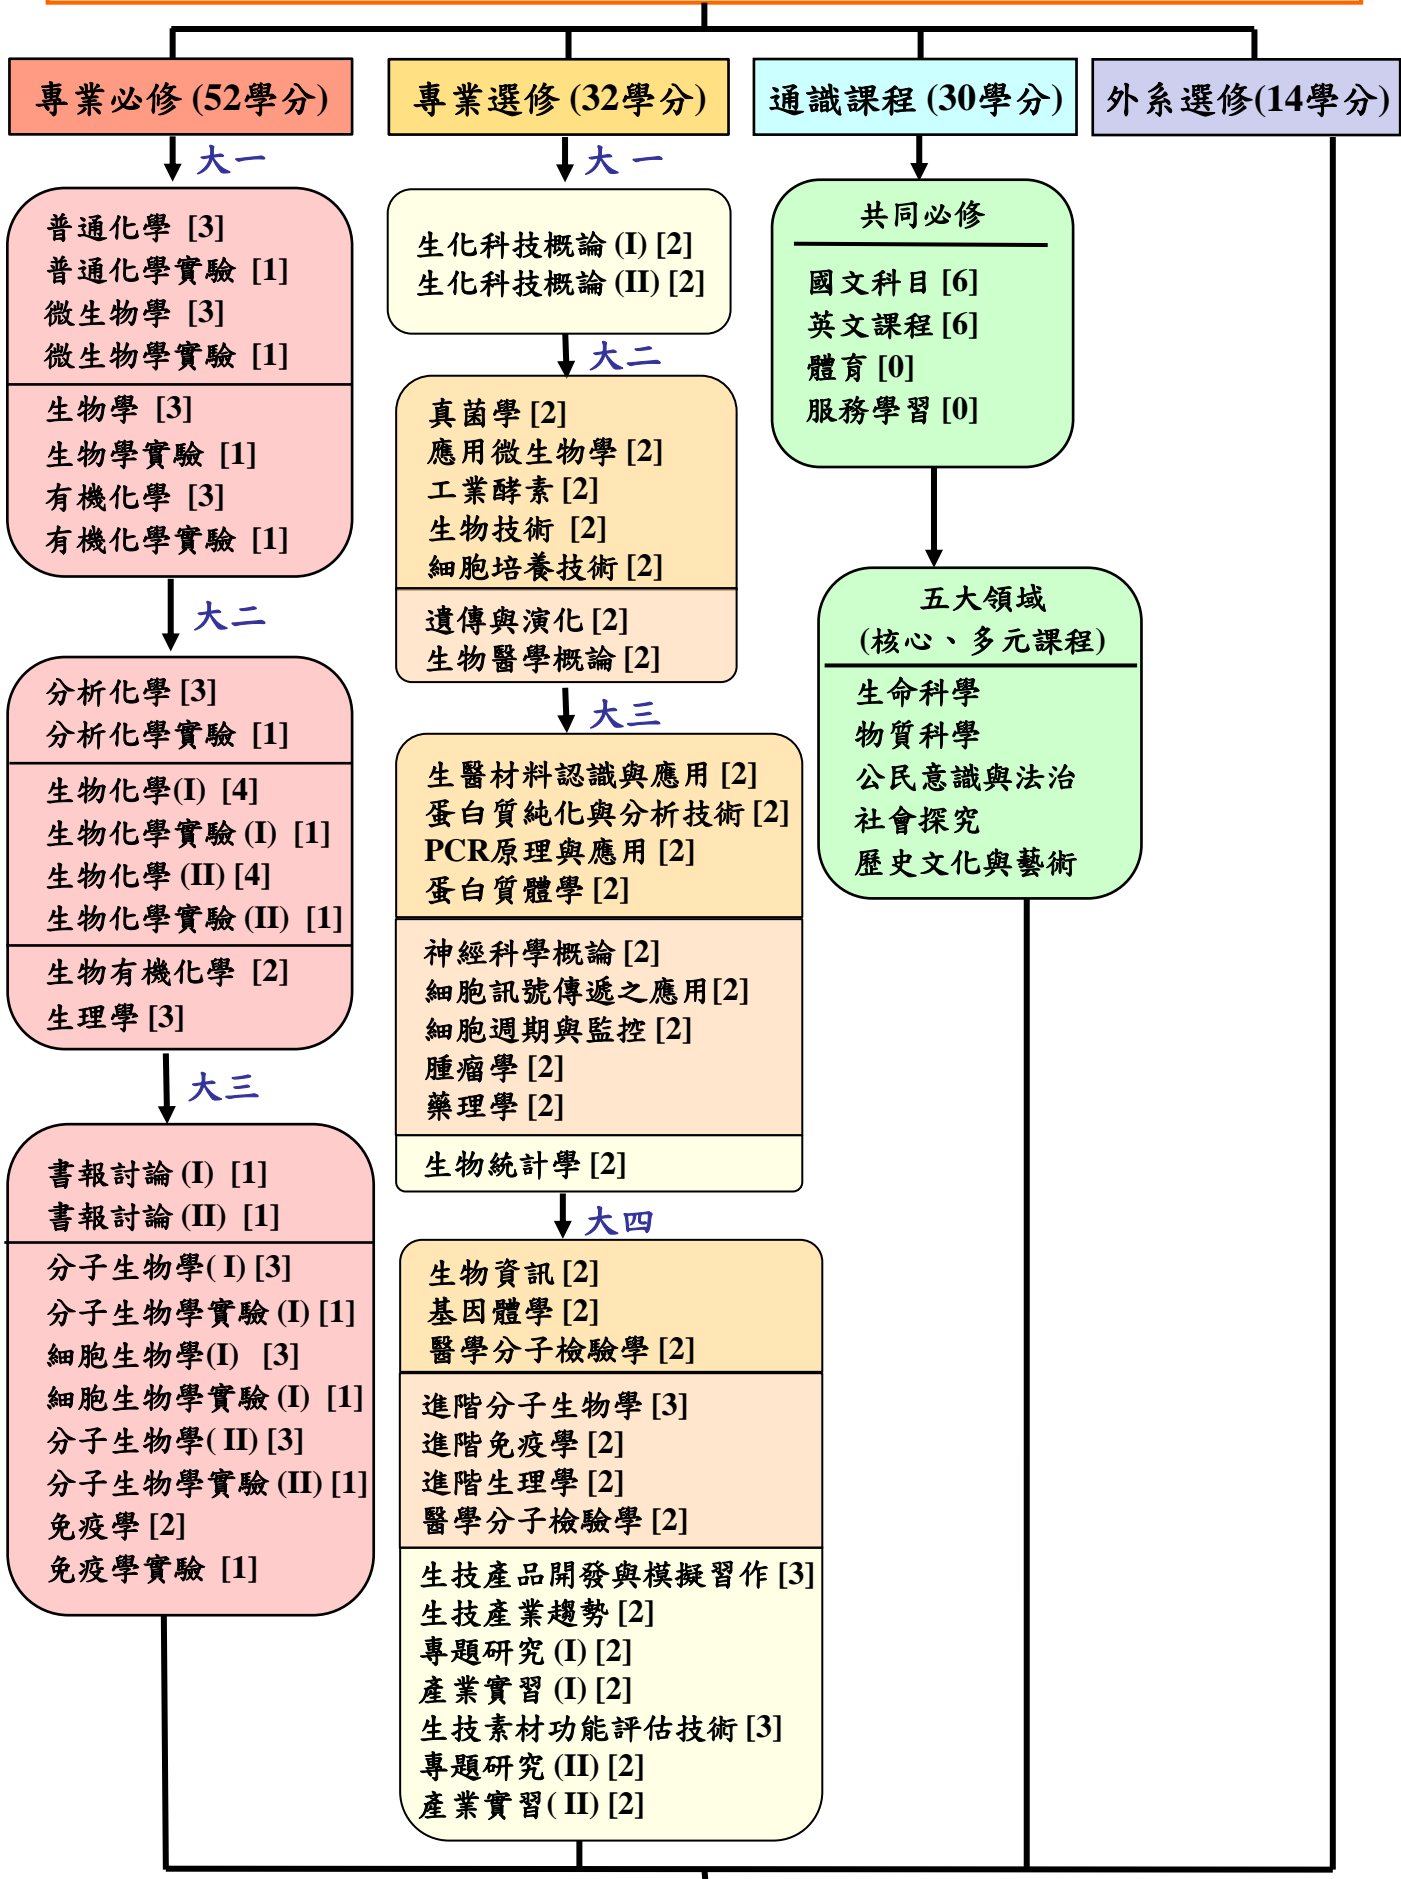 專業必修 (52學分)
專業選修 (32學分)
通識課程 (30學分)
外系選修(14學分)
大一
普通化學 [3]
普通化學實驗 [1]
微生物學 [3]
微生物學實驗 [1]
生物學 [3]
生物學實驗 [1]
有機化學 [3]
有機化學實驗 [1]
大二
分析化學 [3]
分析化學實驗 [1]
生物化學(I) [4]
生物化學實驗 (I) [1]
生物化學 (II) [4]
生物化學實驗 (II) [1]
生物有機化學 [2]
生理學 [3]
大三
書報討論 (I) [1]
書報討論 (II) [1]
分子生物學( I) [3]
分子生物學實驗 (I) [1]
細胞生物學(I) [3]
細胞生物學實驗 (I) [1]
分子生物學( II) [3]
分子生物學實驗 (II) [1]
免疫學 [2]
免疫學實驗 [1]
大 一
生化科技概論 (I) [2]
生化科技概論 (II) [2]
大二
真菌學 [2]
應用微生物學 [2]
工業酵素 [2]
生物技術 [2]
細胞培養技術 [2]
遺傳與演化 [2]
生物醫學概論 [2]
大三
生醫材料認識與應用 [2]
蛋白質純化與分析技術 [2]
PCR原理與應用 [2]
蛋白質體學 [2]
神經科學概論 [2]
細胞訊號傳遞之應用[2]
細胞週期與監控 [2]
腫瘤學 [2]
藥理學 [2]
生物統計學 [2]
大四
生物資訊 [2]
基因體學 [2]
醫學分子檢驗學 [2]
進階分子生物學 [3]
進階免疫學 [2]
進階生理學 [2]
醫學分子檢驗學 [2]
生技產品開發與模擬習作 [3]
生技產業趨勢 [2]
專題研究 (I) [2]
產業實習 (I) [2]
生技素材功能評估技術 [3]
專題研究 (II) [2]
產業實習( II) [2]
共同必修
國文科目 [6]
英文課程 [6]
體育 [0]
服務學習 [0]
五大領域
(核心、多元課程)
生命科學
物質科學
公民意識與法治
社會探究
歷史文化與藝術